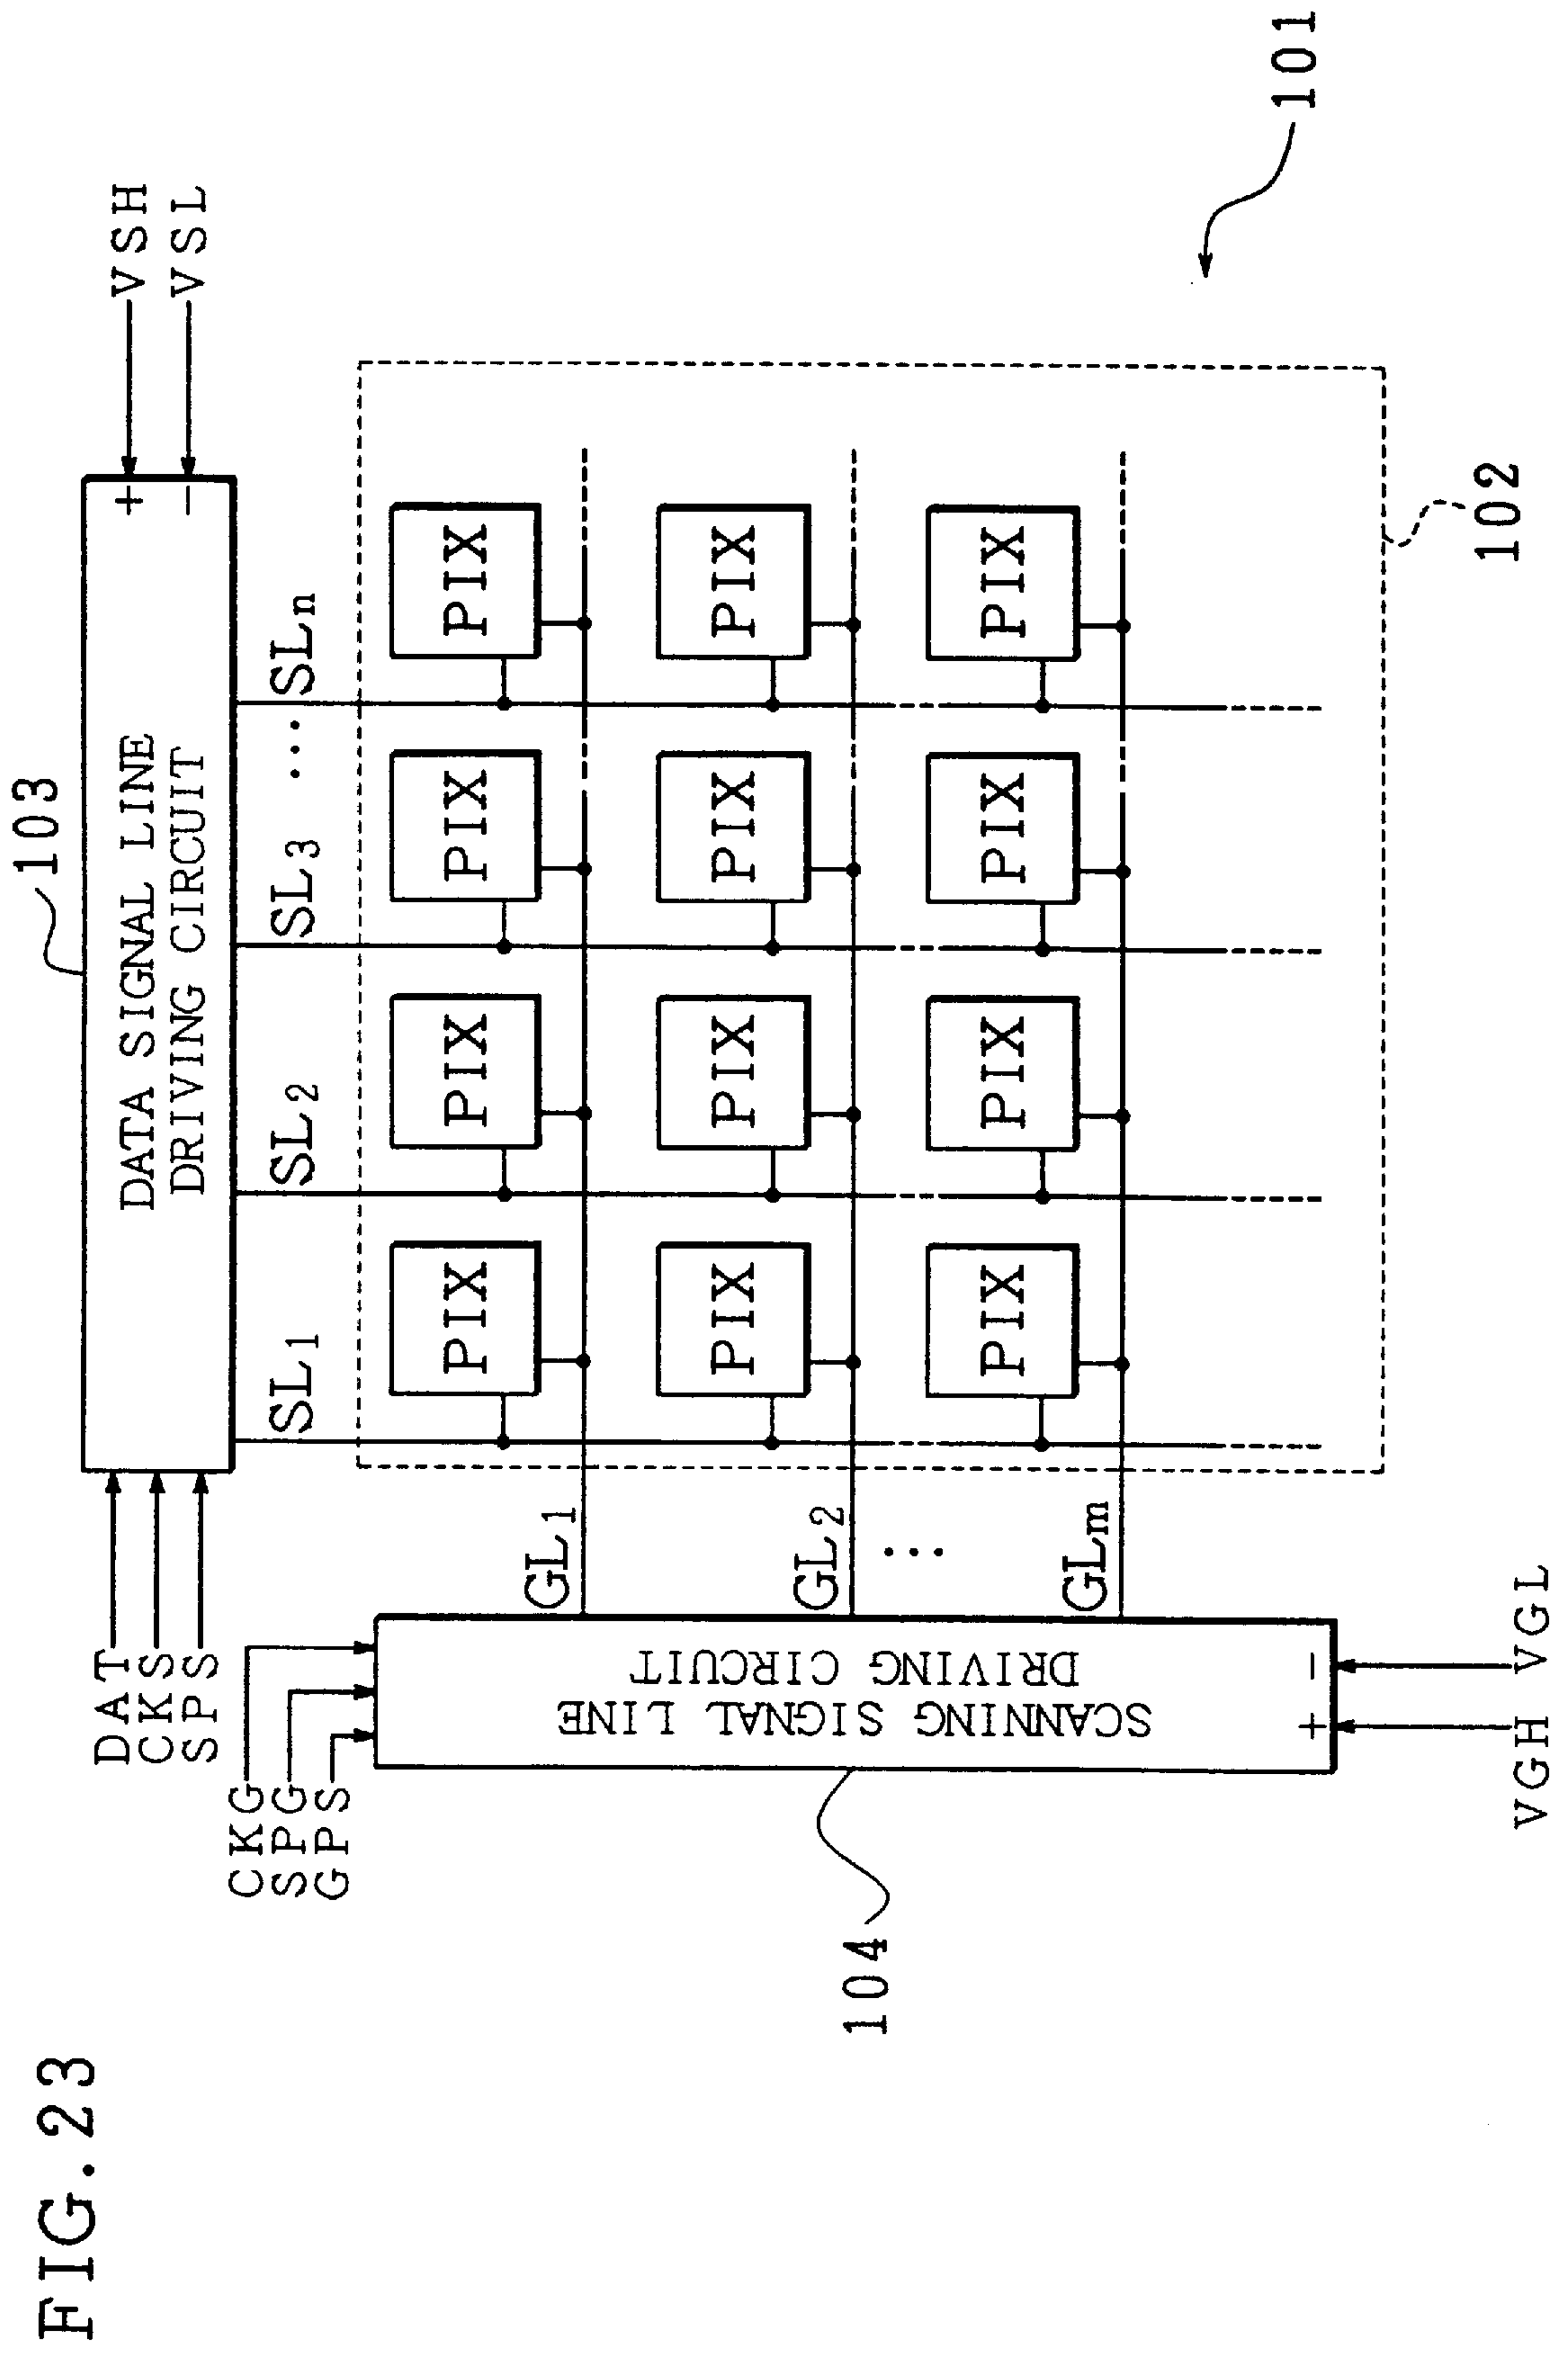 FIG.23
103
DATA SIGNAL LINE
DRIVING CIRCUIT
+
−
VSH
VSL
DAT
CKS
SPS
CKG
SPG
GPS
SL1
SL2
SL3
...
SLn
101
104
SCANNING SIGNAL LINE
DRIVING CIRCUIT
+
−
GL1
PIX PIX PIX PIX
GL2
PIX PIX PIX PIX
...
GLm
PIX PIX PIX PIX
VGH
VGL
102